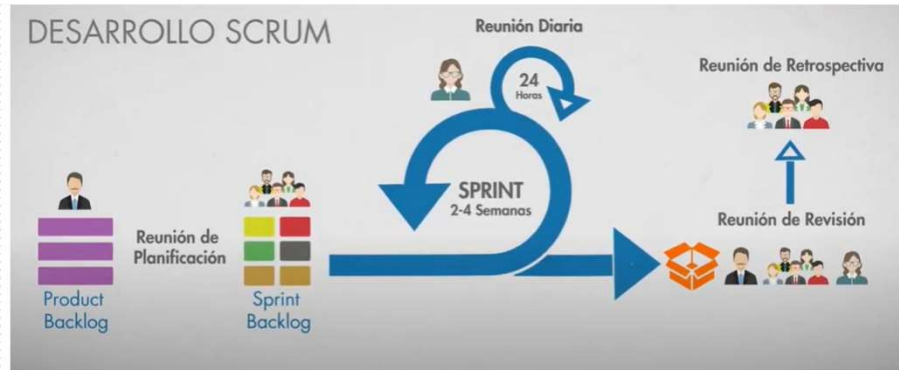 DESARROLLO SCRUM
Reunión Diaria
24
Horas
Reunión de Retrospectiva
SPRINT
2-4 Semanas
Reunión de Revisión
Reunión de
Planificación
Product
Backlog
Sprint
Backlog